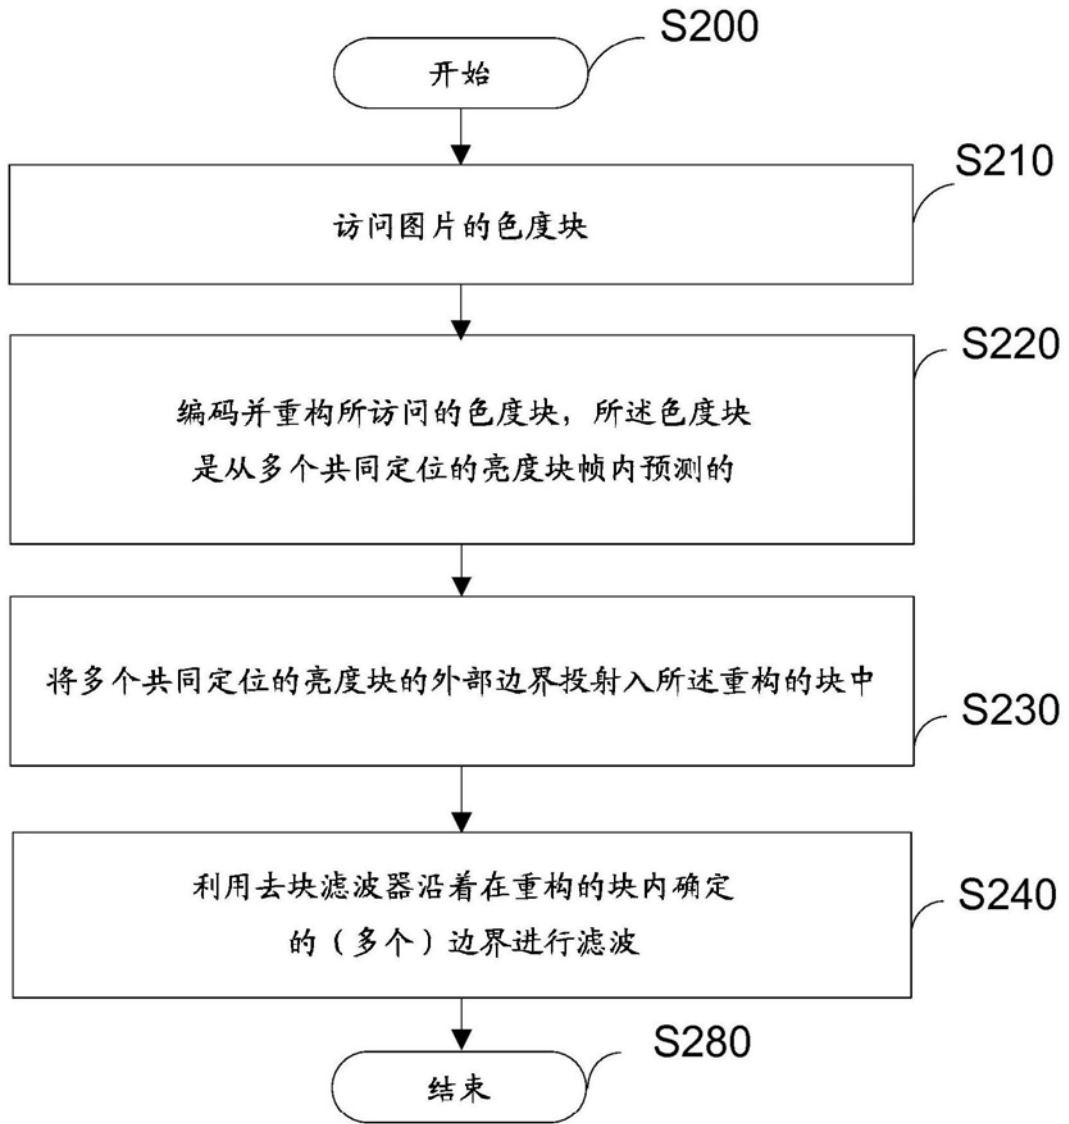 S200
开始
S210
访问图片的色度块
S220
编码并重构所访问的色度块，所述色度块
是从多个共同定位的亮度块帧内预测的
将多个共同定位的亮度块的外部边界投射入所述重构的块中
S230
利用去块滤波器沿着在重构的块内确定
的（多个）边界进行滤波
S240
S280
结束